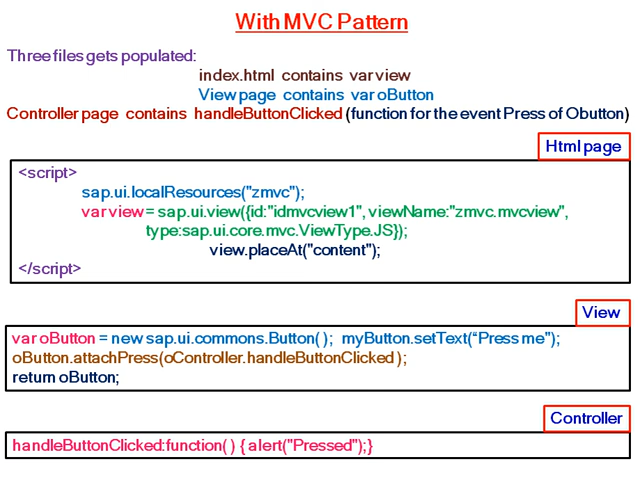 With MVC Pattern
Three files gets populated:
index.html contains var view
View page contains var oButton
Controller page contains handleButtonClicked (function for the event Press of Obutton)
Html page
<script>
sap.ui.localResources("zmvc");
var view = sap.ui.view({id:"idmvcview1", viewName:"zmvc.mvcview",
type:sap.ui.core.mvc.ViewType.JS});
view.placeAt("content");
</script>
View
var oButton = new sap.ui.commons.Button( ); myButton.setText(“Press me");
oButton.attachPress(oController.handleButtonClicked );
return oButton;
Controller
handleButtonClicked:function( ) { alert("Pressed");}